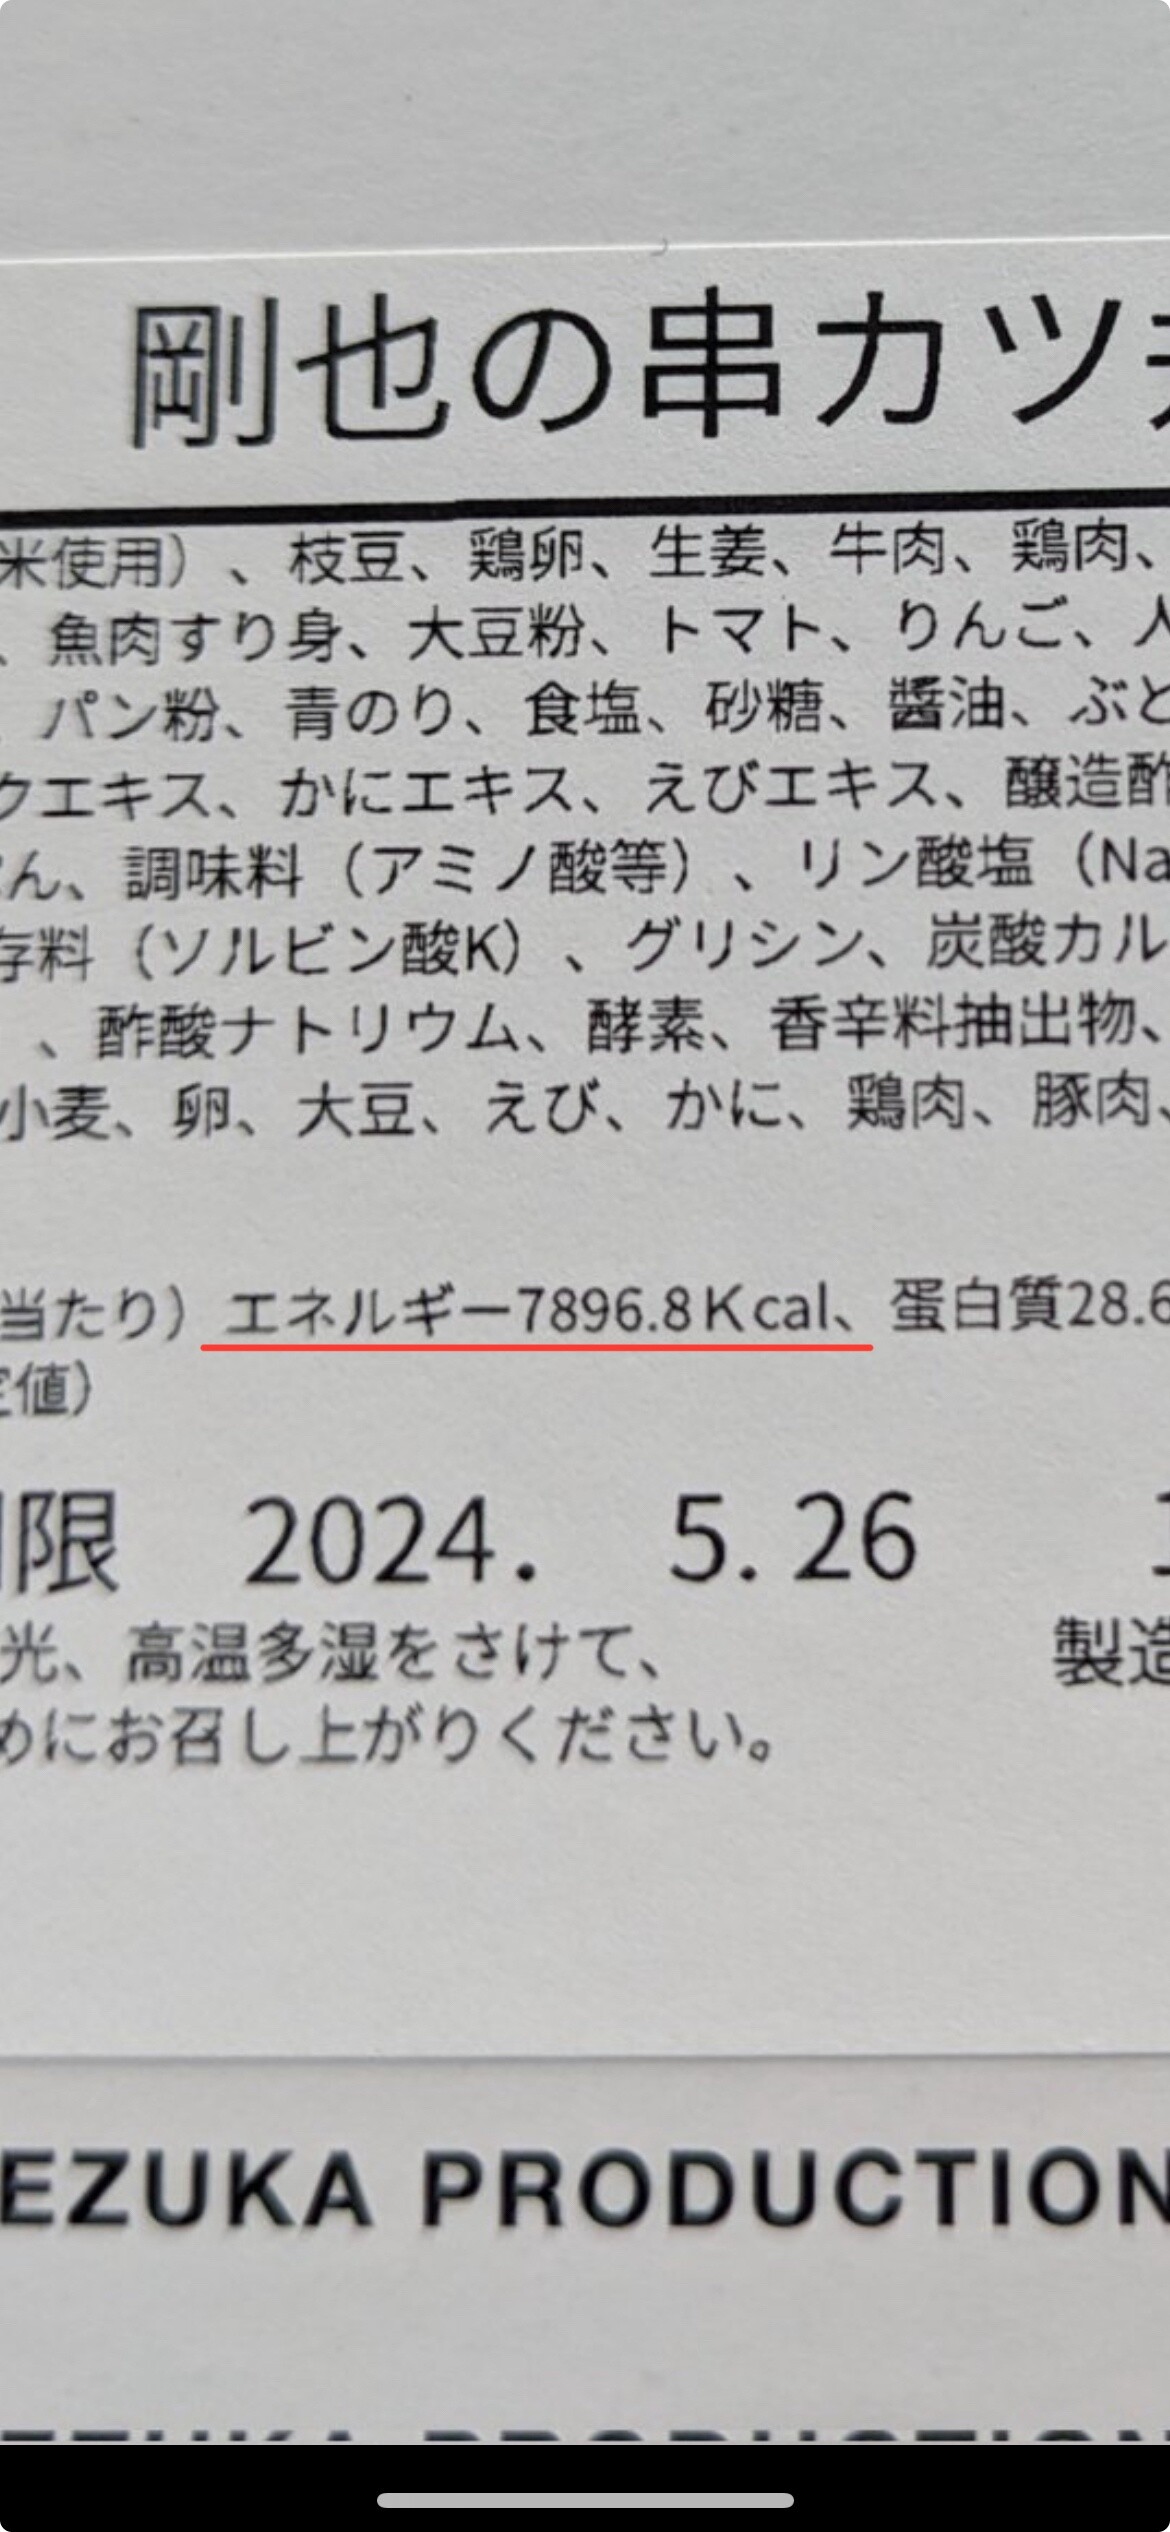 剛也の串カツ
米使用）、枝豆、鶏卵、生姜、牛肉、鶏肉、
、魚肉すり身、大豆粉、トマト、りんご、人
パン粉、青のり、食塩、砂糖、醬油、ぶど
クエキス、かにエキス、えびエキス、醸造酢
ん、調味料（アミノ酸等）、リン酸塩（Na
存料（ソルビン酸K）、グリシン、炭酸カル
、酢酸ナトリウム、酵素、香辛料抽出物、
小麦、卵、大豆、えび、かに、鶏肉、豚肉、
当たり）エネルギー7896.8Kcal、蛋白質28.6
定値）
限 2024. 5.26
光、高温多湿をさけて、
製造
めにお召し上がりください。
EZUKA PRODUCTION